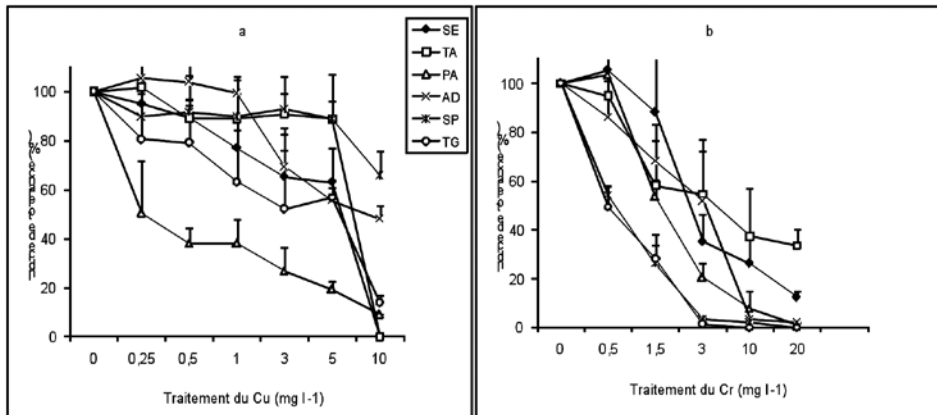 a
SE
TA
PA
AD
SP
TG
100
80
60
40
20
0
0 0,25 0,5 1 3 5 10
Traitement du Cu (mg l-1)
b
100
80
60
40
20
0
0 0,5 1,5 3 10 20
Traitement du Cr (mg l-1)